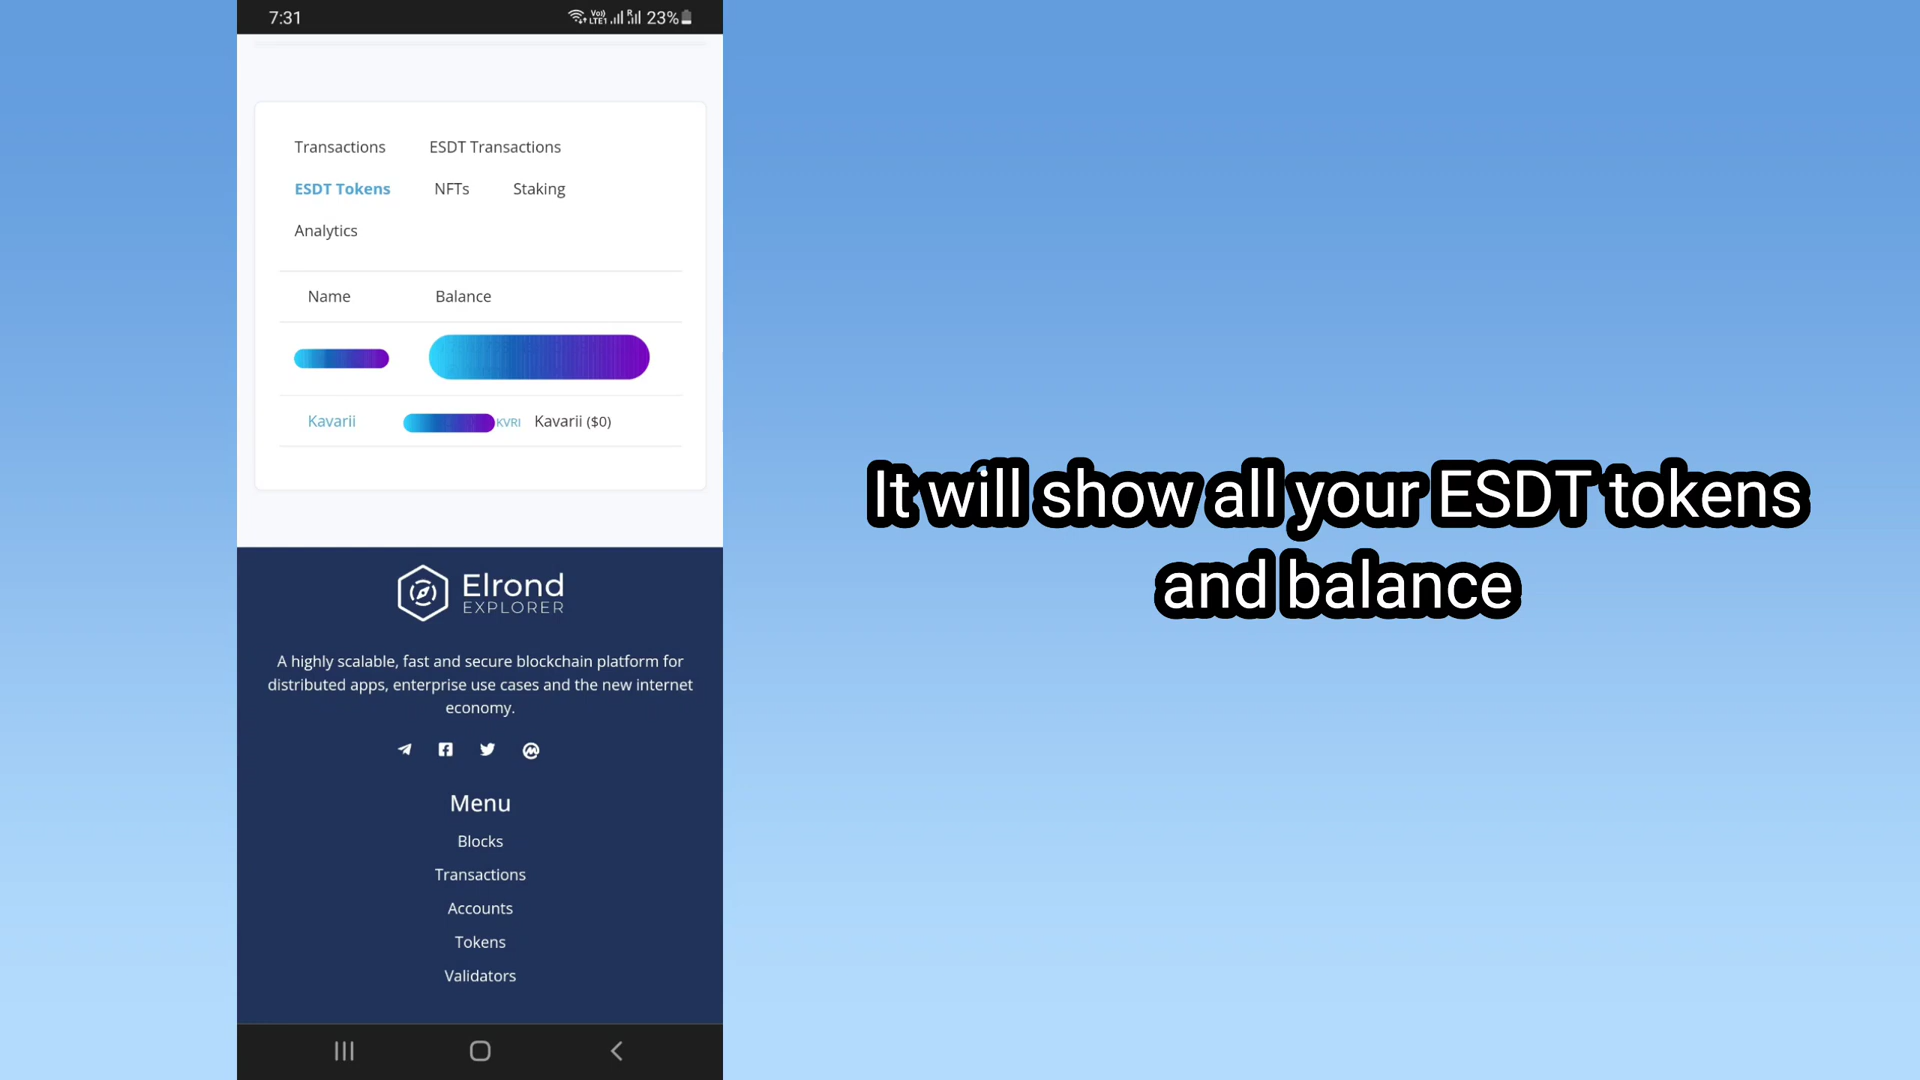 7:31
Vo)) LTE1 R 23%
Transactions ESDT Transactions
ESDT Tokens NFTs Staking
Analytics
Name Balance
Kavarii KVRI Kavarii ($0)
Elrond
EXPLORER
A highly scalable, fast and secure blockchain platform for
distributed apps, enterprise use cases and the new internet
economy.
Menu
Blocks
Transactions
Accounts
Tokens
Validators
It will show all your ESDT tokens
and balance